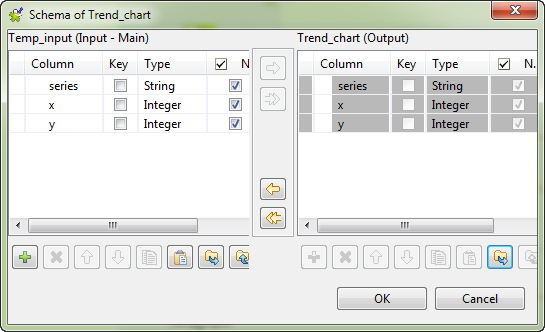 Schema of Trend_chart
Temp_input (Input - Main)
Trend_chart (Output)
Column Key Type N
Column Key Type N.
series String
series String
x Integer
x Integer
y Integer
y Integer
OK Cancel